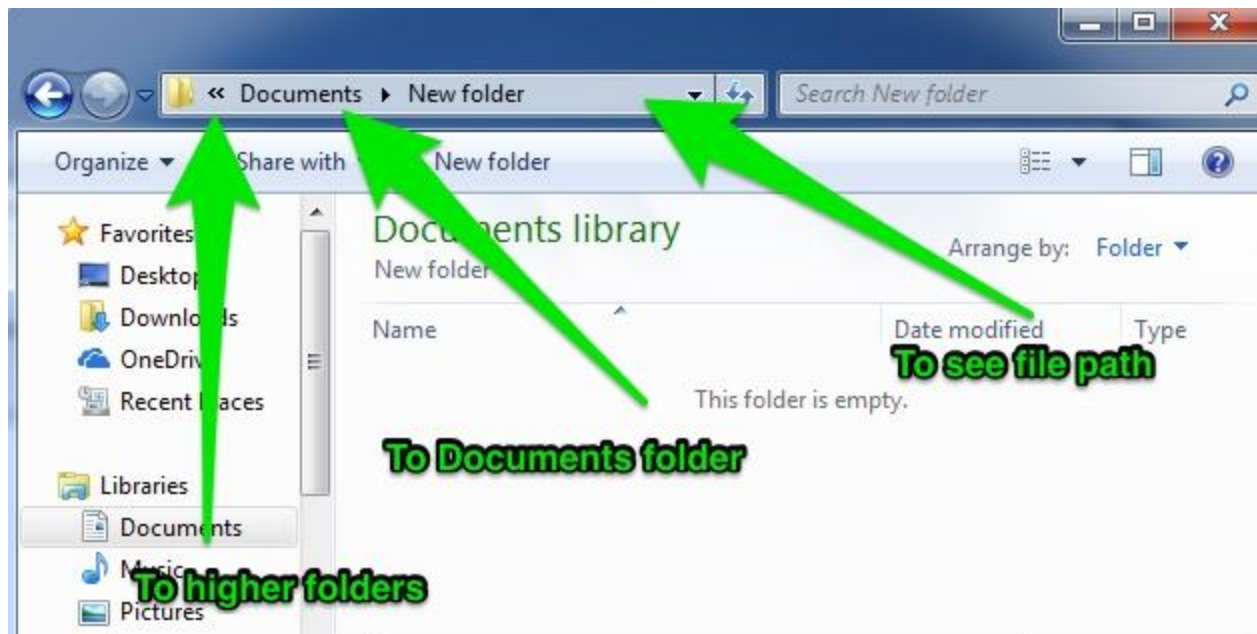 « Documents ▸ New folder
Search New folder
Organize
Share with
New folder
Favorites
Desktop
Downloads
OneDrive
Recent Places
Libraries
Documents
Music
Pictures
Documents library
New folder
Arrange by: Folder
Name
Date modified
Type
This folder is empty.
To see file path
To Documents folder
To higher folders